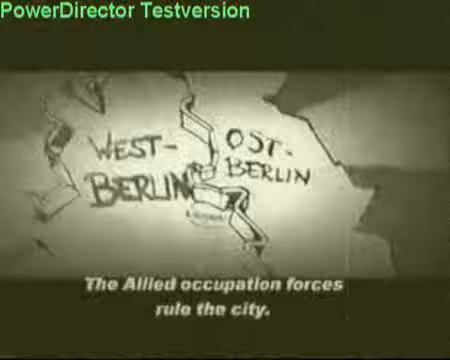 PowerDirector Testversion
WEST-
BERLIN
OST-
BERLIN
The Allied occupation forces
rule the city.